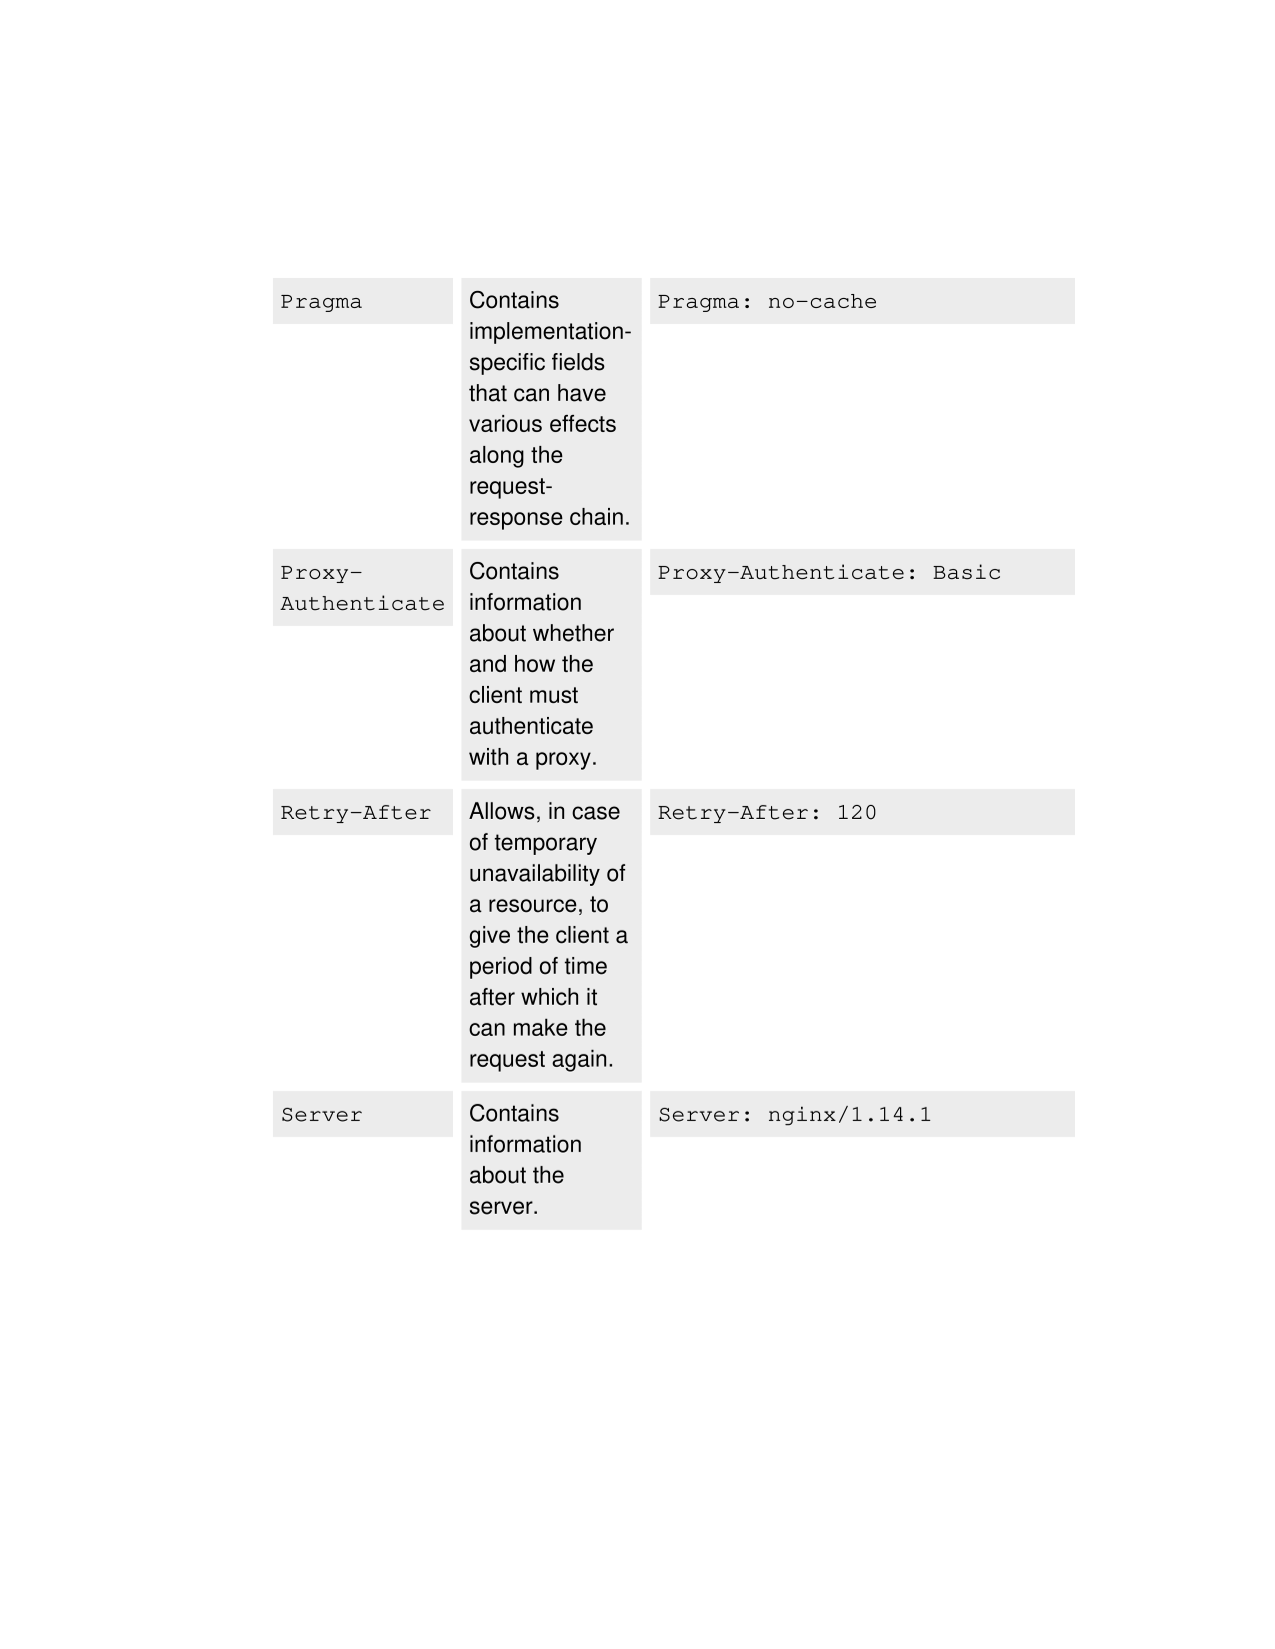 Pragma
Contains
implementation-
specific fields
that can have
various effects
along the
request-
response chain.
Pragma: no-cache
Proxy-
Authenticate
Contains
information
about whether
and how the
client must
authenticate
with a proxy.
Proxy-Authenticate: Basic
Retry-After
Allows, in case
of temporary
unavailability of
a resource, to
give the client a
period of time
after which it
can make the
request again.
Retry-After: 120
Server
Contains
information
about the
server.
Server: nginx/1.14.1